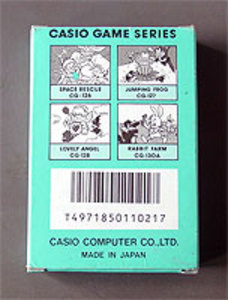 CASIO GAME SERIES
SPACE RESCUE
CG-126
JUMPING FROG
CG-127
LOVELY ANGEL
CG-128
RABBIT FARM
CG-130A
T4971850110217
CASIO COMPUTER CO.,LTD.
MADE IN JAPAN